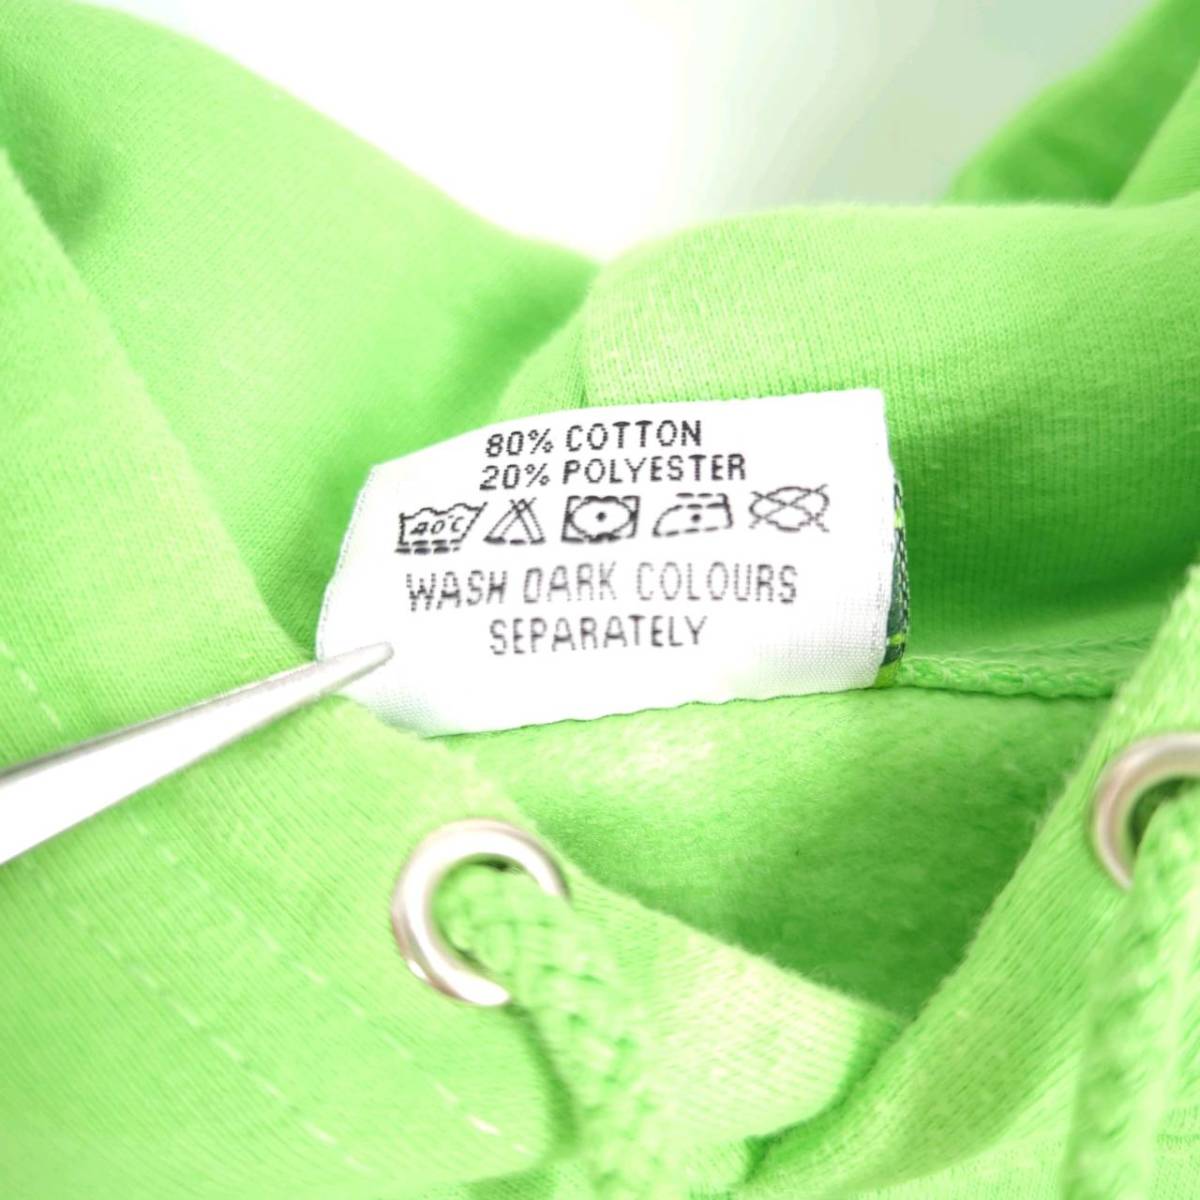 80% COTTON
20% POLYESTER
40°C
WASH DARK COLOURS
SEPARATELY